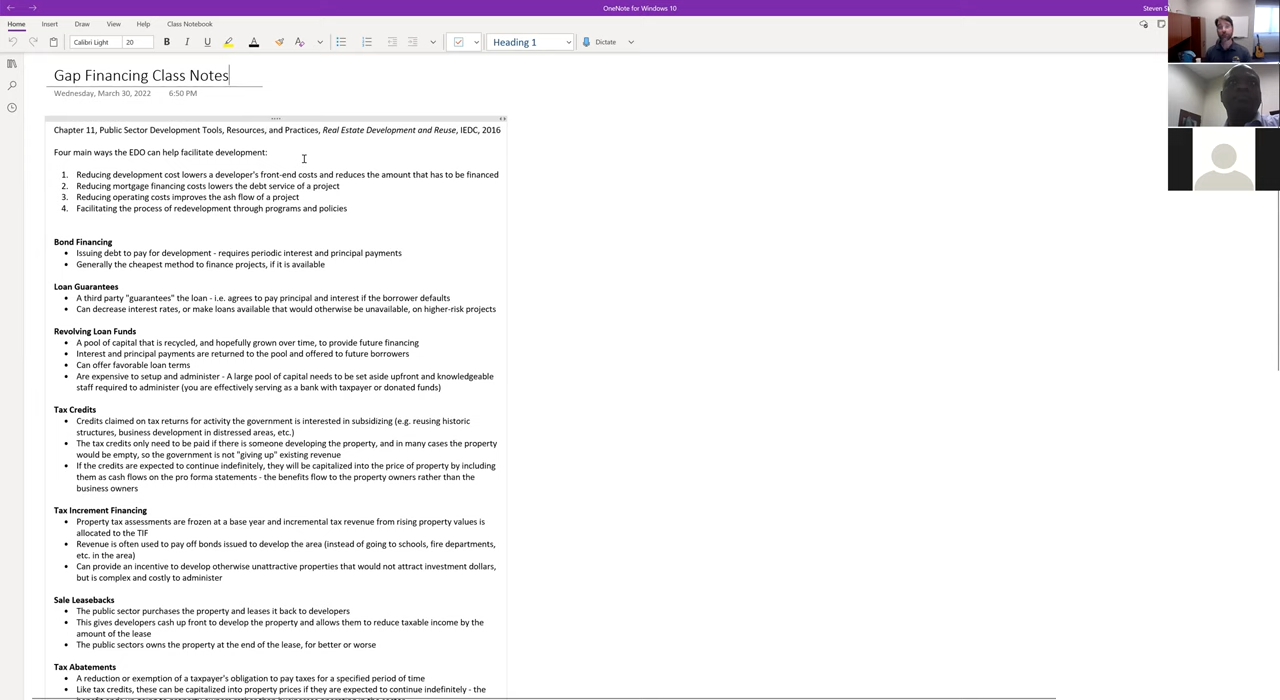 OneNote for Windows 10
Steven S
Home Insert Draw View Help Class Notebook
Calibri Light 20 B I U A Heading 1 Dictate
Gap Financing Class Notes
Wednesday, March 30, 2022 6:50 PM
Chapter 11, Public Sector Development Tools, Resources, and Practices, Real Estate Development and Reuse, IEDC, 2016
Four main ways the EDO can help facilitate development:
1. Reducing development cost lowers a developer's front-end costs and reduces the amount that has to be financed
2. Reducing mortgage financing costs lowers the debt service of a project
3. Reducing operating costs improves the ash flow of a project
4. Facilitating the process of redevelopment through programs and policies
Bond Financing
• Issuing debt to pay for development - requires periodic interest and principal payments
• Generally the cheapest method to finance projects, if it is available
Loan Guarantees
• A third party "guarantees" the loan - i.e. agrees to pay principal and interest if the borrower defaults
• Can decrease interest rates, or make loans available that would otherwise be unavailable, on higher-risk projects
Revolving Loan Funds
• A pool of capital that is recycled, and hopefully grown over time, to provide future financing
• Interest and principal payments are returned to the pool and offered to future borrowers
• Can offer favorable loan terms
• Are expensive to setup and administer - A large pool of capital needs to be set aside upfront and knowledgeable
staff required to administer (you are effectively serving as a bank with taxpayer or donated funds)
Tax Credits
• Credits claimed on tax returns for activity the government is interested in subsidizing (e.g. reusing historic
structures, business development in distressed areas, etc.)
• The tax credits only need to be paid if there is someone developing the property, and in many cases the property
would be empty, so the government is not "giving up" existing revenue
• If the credits are expected to continue indefinitely, they will be capitalized into the price of property by including
them as cash flows on the pro forma statements - the benefits flow to the property owners rather than the
business owners
Tax Increment Financing
• Property tax assessments are frozen at a base year and incremental tax revenue from rising property values is
allocated to the TIF
• Revenue is often used to pay off bonds issued to develop the area (instead of going to schools, fire departments,
etc. in the area)
• Can provide an incentive to develop otherwise unattractive properties that would not attract investment dollars,
but is complex and costly to administer
Sale Leasebacks
• The public sector purchases the property and leases it back to developers
• This gives developers cash up front to develop the property and allows them to reduce taxable income by the
amount of the lease
• The public sectors owns the property at the end of the lease, for better or worse
Tax Abatements
• A reduction or exemption of a taxpayer's obligation to pay taxes for a specified period of time
• Like tax credits, these can be capitalized into property prices if they are expected to continue indefinitely - the